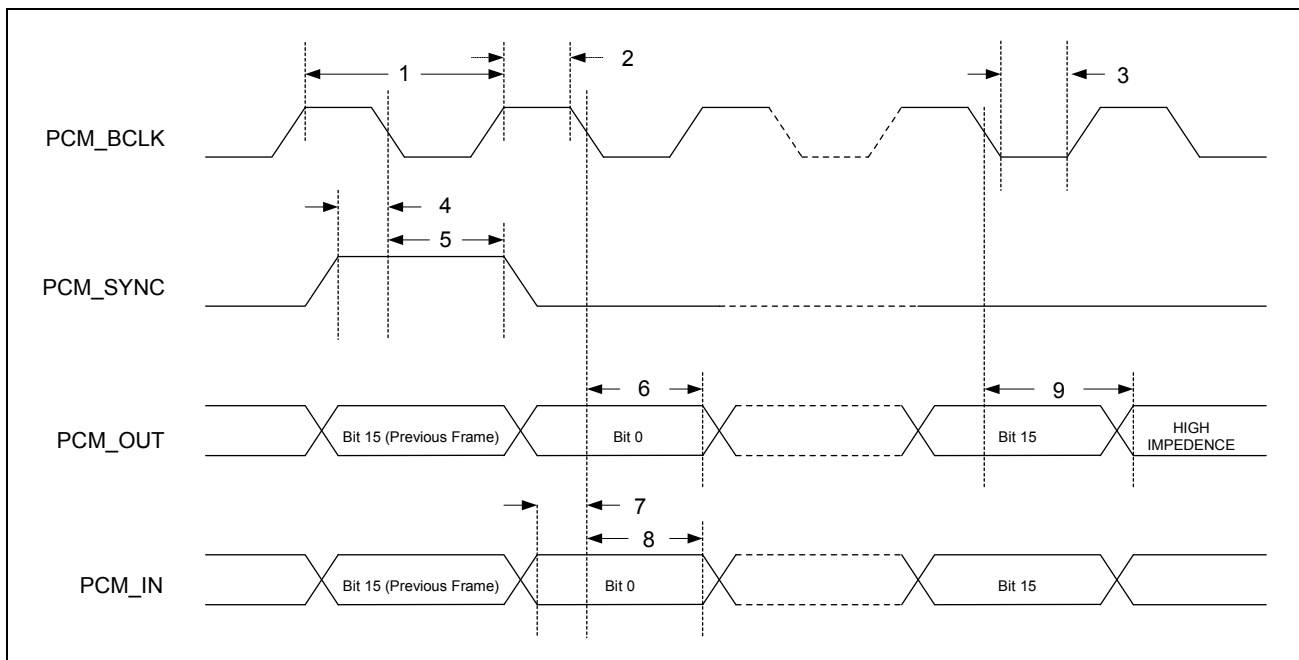 1
2
3
PCM_BCLK
4
5
PCM_SYNC
6
9
PCM_OUT
Bit 15 (Previous Frame)
Bit 0
Bit 15
HIGH
IMPEDENCE
7
8
PCM_IN
Bit 15 (Previous Frame)
Bit 0
Bit 15